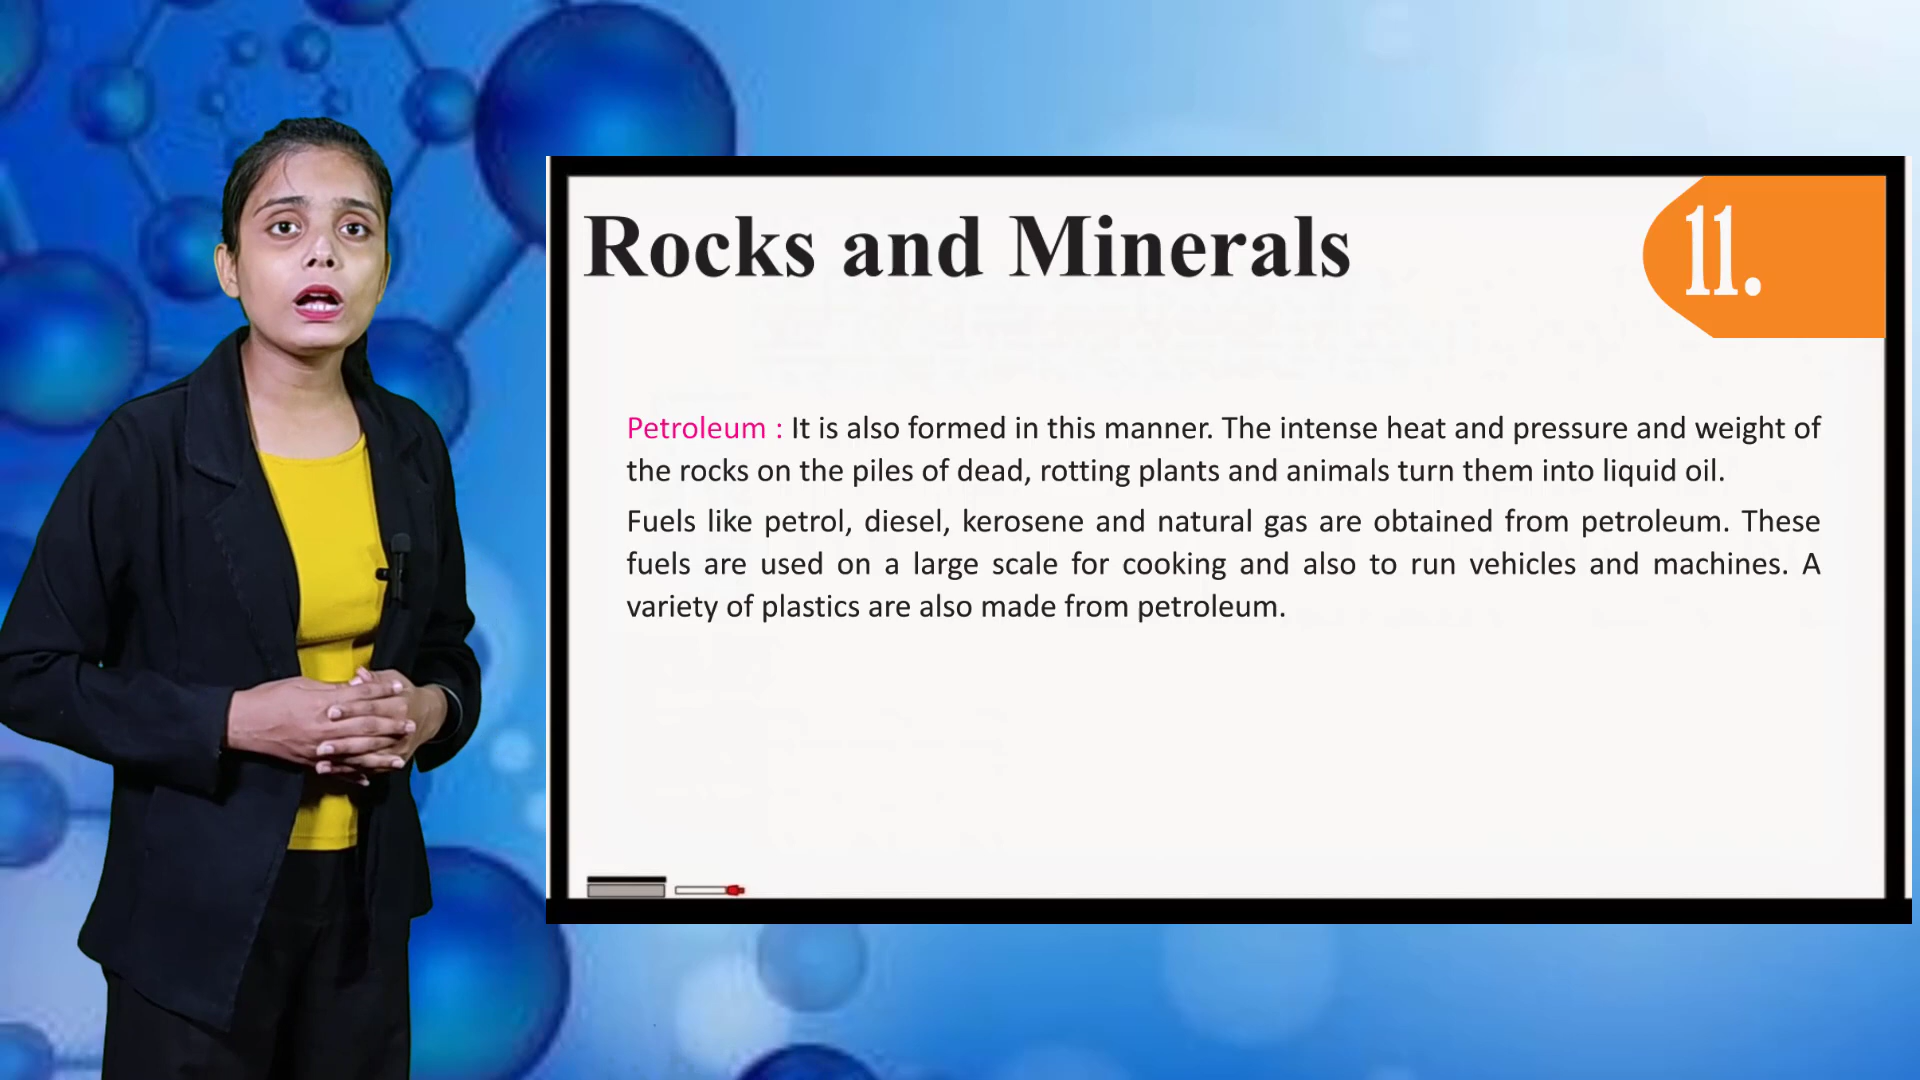 Rocks and Minerals
11.
Petroleum : It is also formed in this manner. The intense heat and pressure and weight of
the rocks on the piles of dead, rotting plants and animals turn them into liquid oil.
Fuels like petrol, diesel, kerosene and natural gas are obtained from petroleum. These
fuels are used on a large scale for cooking and also to run vehicles and machines. A
variety of plastics are also made from petroleum.